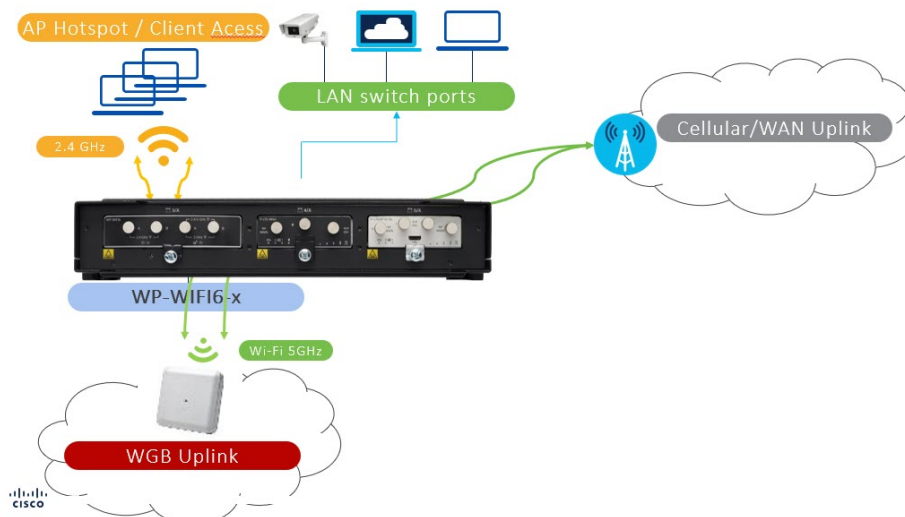 AP Hotspot / Client Acess
LAN switch ports
2.4 GHz
Cellular/WAN Uplink
WP-WIFI6-x
Wi-Fi 5GHz
WGB Uplink
CISCO